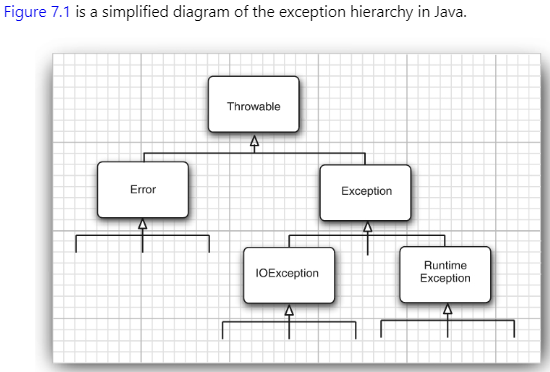 Figure 7.1 is a simplified diagram of the exception hierarchy in Java.
Throwable
Error
Exception
IOException
Runtime
Exception